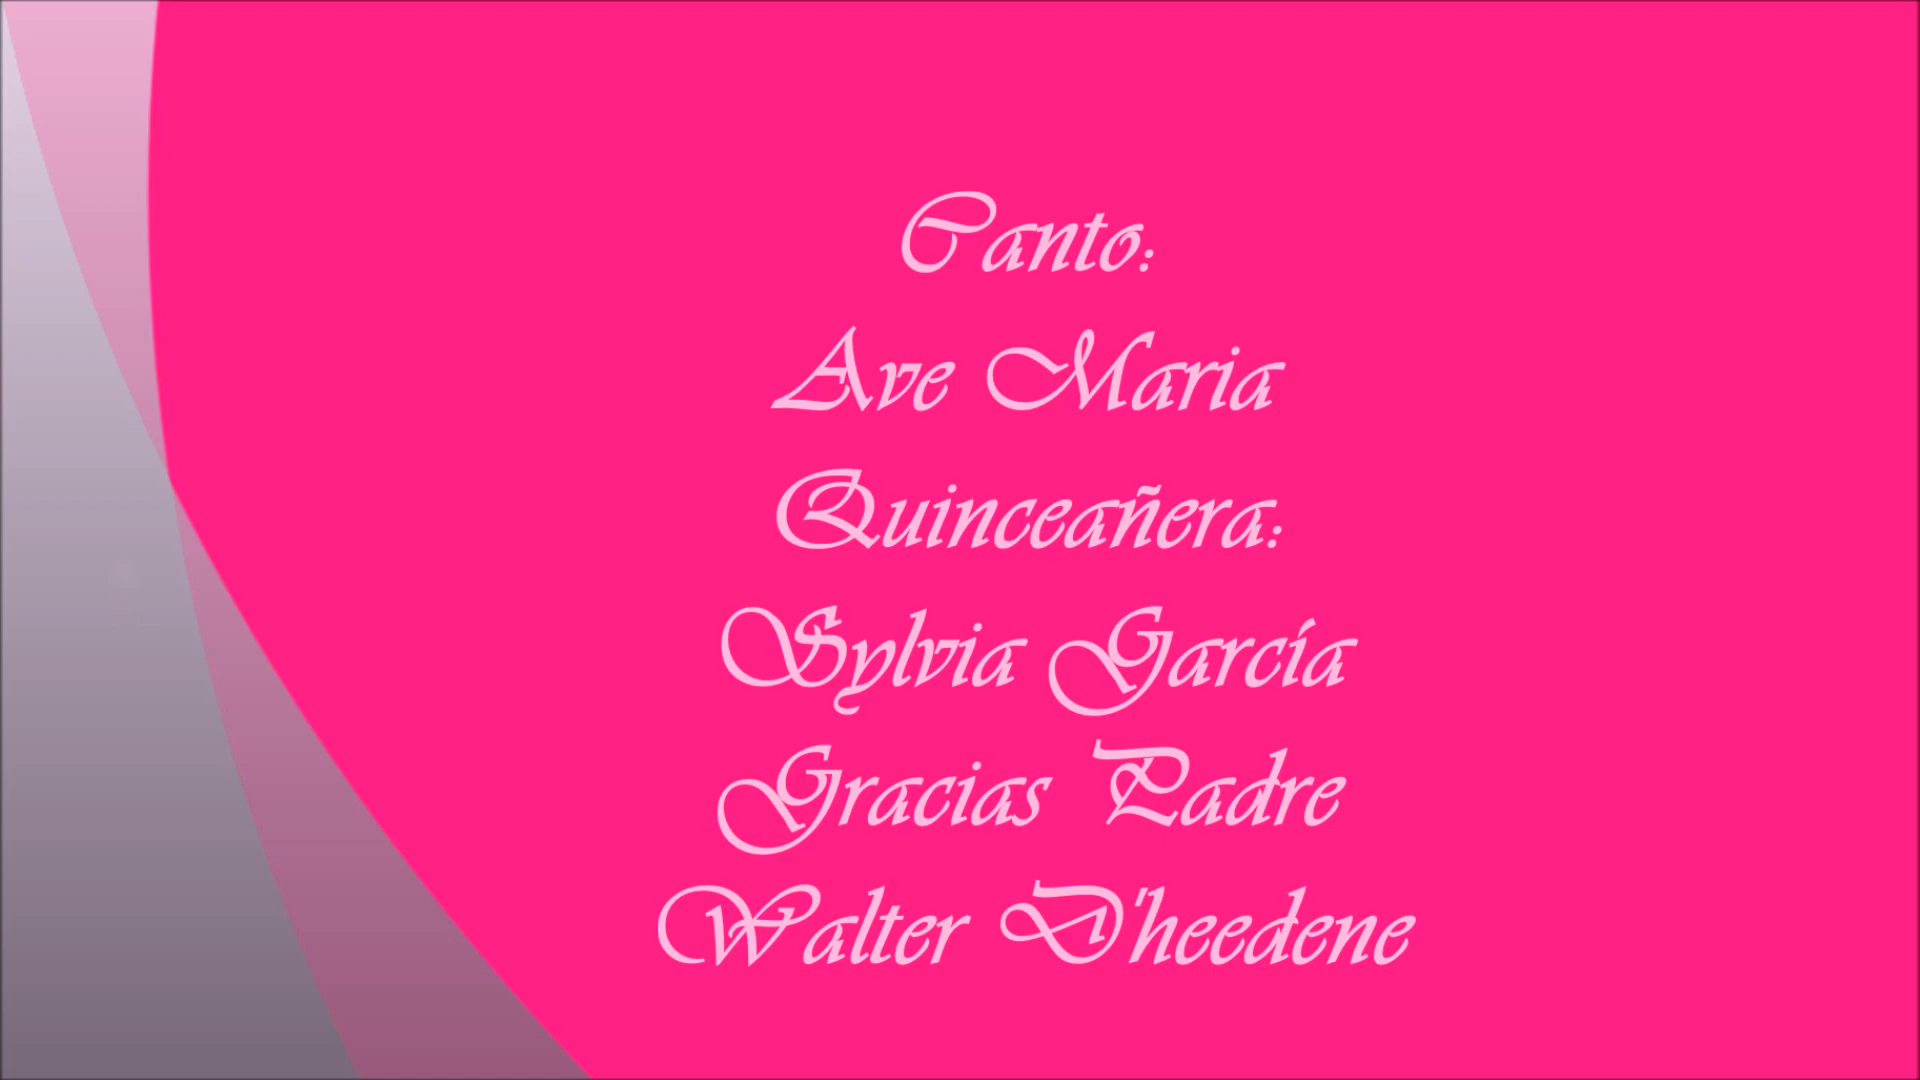 Canto:
Ave Maria
Quinceañera:
Sylvia García
Gracias Padre
Walter D'heedene